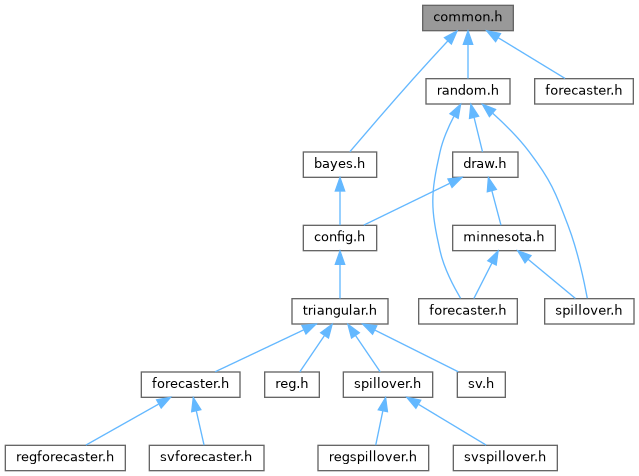 common.h
random.h
forecaster.h
bayes.h
draw.h
config.h
minnesota.h
triangular.h
forecaster.h
spillover.h
forecaster.h
reg.h
spillover.h
sv.h
regforecaster.h
svforecaster.h
regspillover.h
svspillover.h